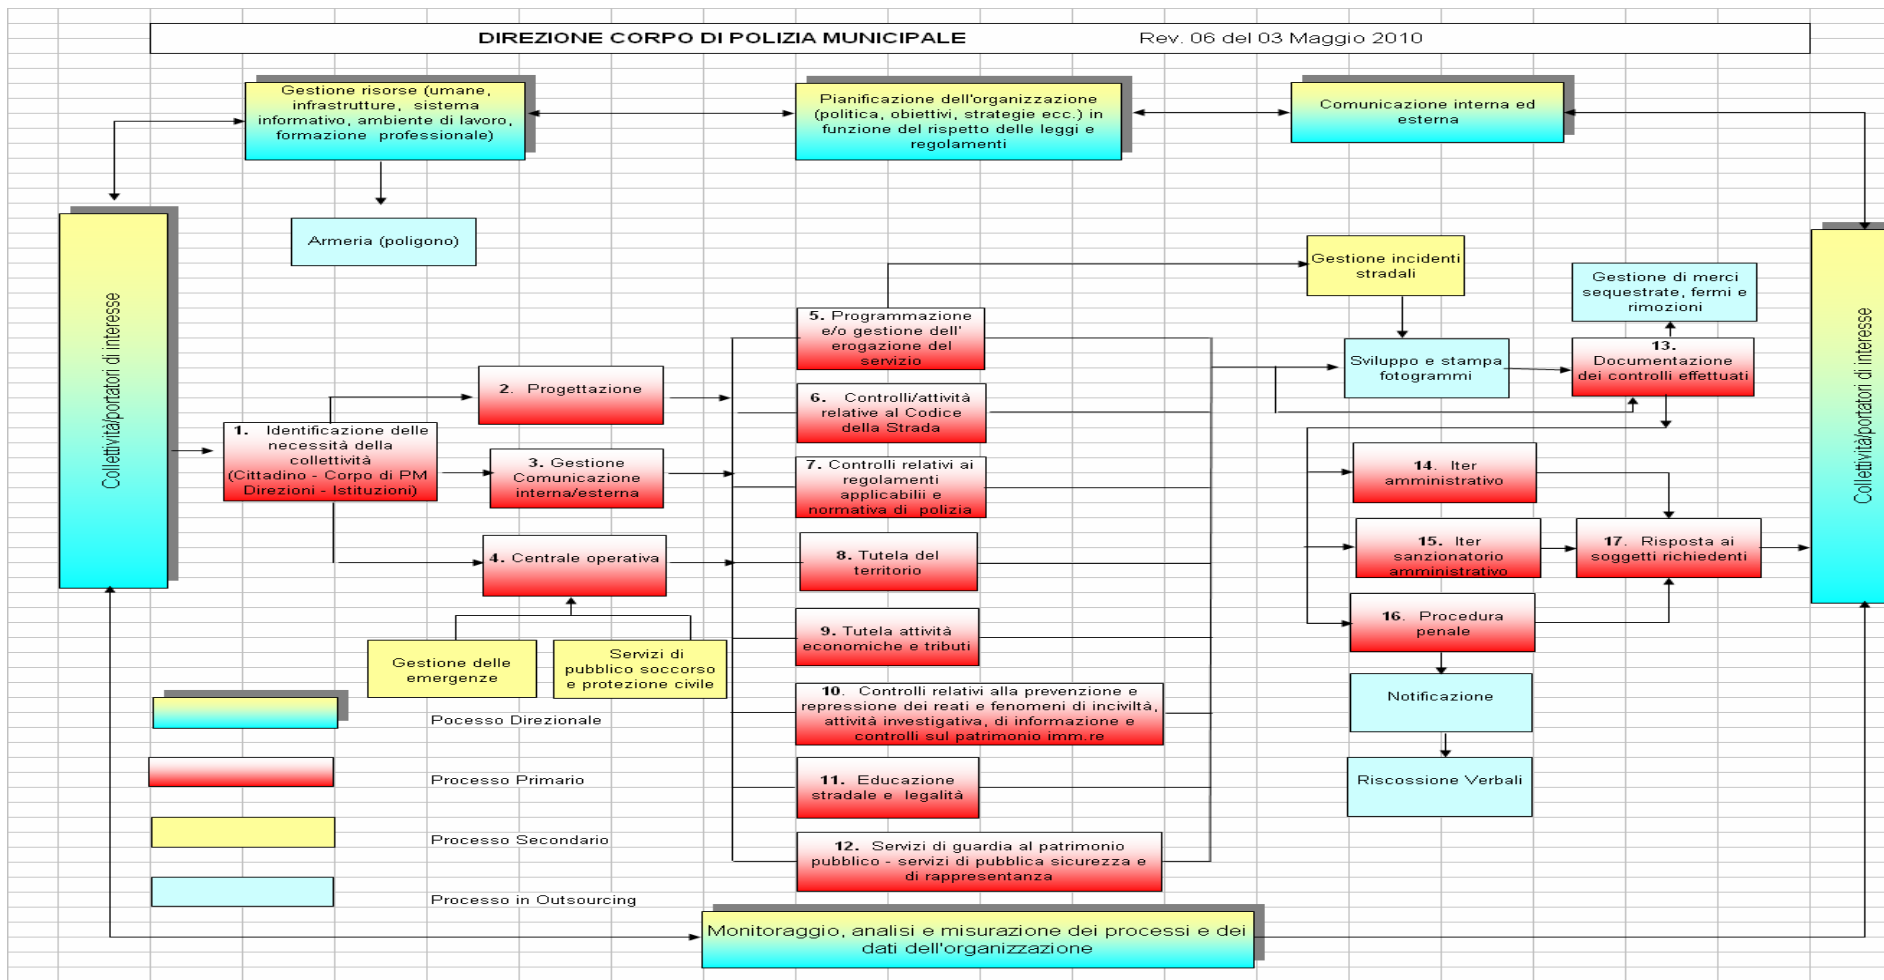 DIREZIONE CORPO DI POLIZIA MUNICIPALE Rev. 06 del 03 Maggio 2010
Gestione risorse (umane,
infrastrutture, sistema
informativo, ambiente di lavoro,
formazione professionale)
Pianificazione dell'organizzazione
(politica, obiettivi, strategie ecc.) in
funzione del rispetto delle leggi e
regolamenti
Comunicazione interna ed
esterna
Armeria (poligono)
Collettività/portatori di interesse
1. Identificazione delle
necessità della
collettività
(Cittadino - Corpo di PM
Direzioni - Istituzioni)
2. Progettazione
3. Gestione
Comunicazione
interna/esterna
4. Centrale operativa
Gestione delle
emergenze
Servizi di
pubblico soccorso
e protezione civile
5. Programmazione
e/o gestione dell'
erogazione del
servizio
6. Controlli/attività
relative al Codice
della Strada
7. Controlli relativi ai
regolamenti
applicabilii e
normativa di polizia
8. Tutela del
territorio
9. Tutela attività
economiche e tributi
10. Controlli relativi alla prevenzione e
repressione dei reati e fenomeni di inciviltà,
attività investigativa, di informazione e
controlli sul patrimonio imm.re
11. Educazione
stradale e legalità
12. Servizi di guardia al patrimonio
pubblico - servizi di pubblica sicurezza e
di rappresentanza
Gestione incidenti
stradali
Sviluppo e stampa
fotogrammi
Gestione di merci
sequestrate, fermi e
rimozioni
13.
Documentazione
dei controlli effettuati
14. Iter
amministrativo
15. Iter
sanzionatorio
amministrativo
16. Procedura
penale
17. Risposta ai
soggetti richiedenti
Notificazione
Riscossione Verbali
Collettività/portatori di interesse
Pocesso Direzionale
Processo Primario
Processo Secondario
Processo in Outsourcing
Monitoraggio, analisi e misurazione dei processi e dei
dati dell'organizzazione